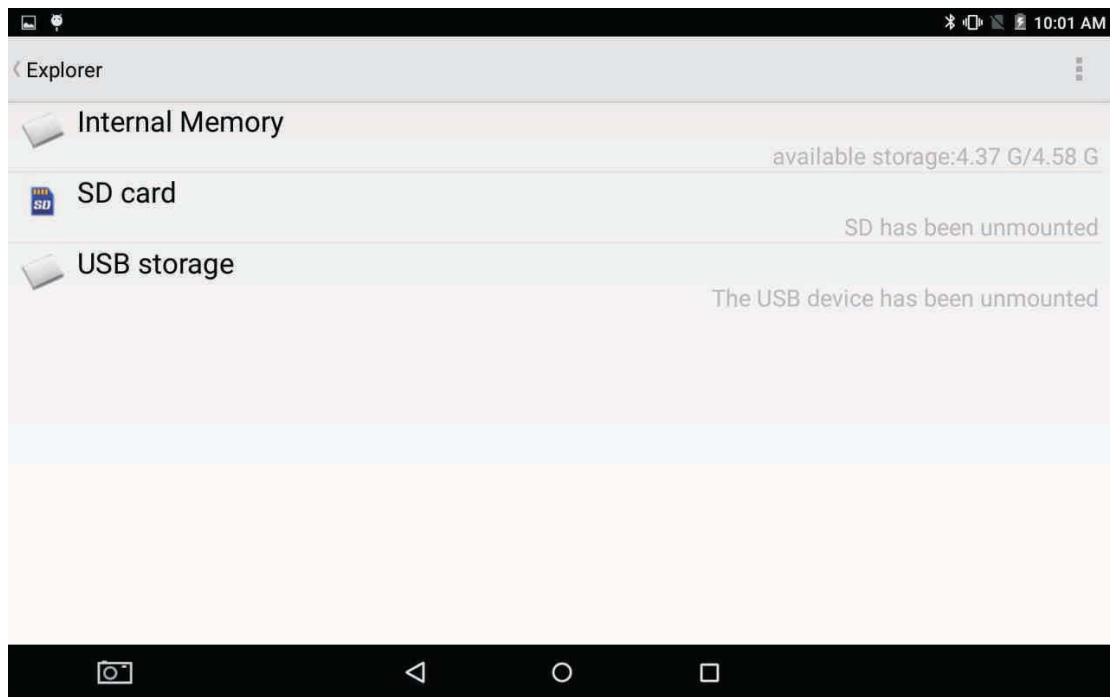 10:01 AM
Explorer
Internal Memory
available storage:4.37 G/4.58 G
SD card
SD
SD has been unmounted
USB storage
The USB device has been unmounted